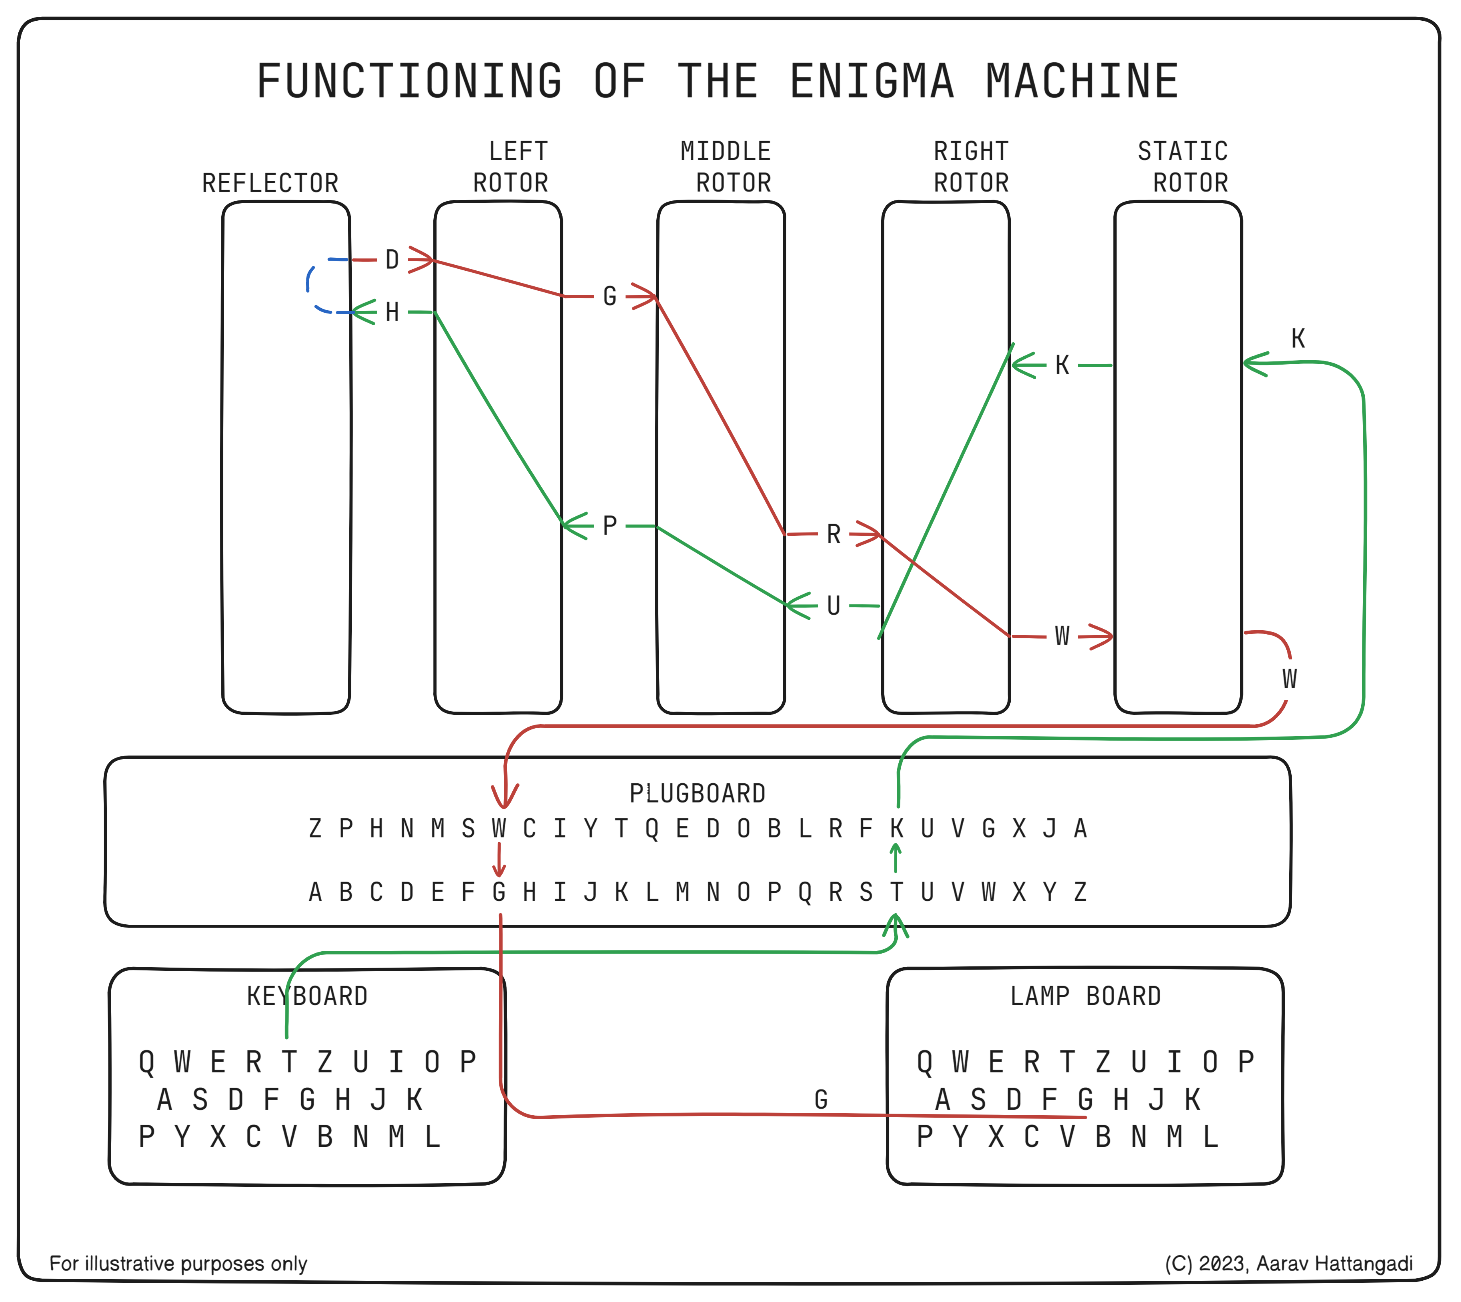 FUNCTIONING OF THE ENIGMA MACHINE
REFLECTOR
LEFT
ROTOR
MIDDLE
ROTOR
RIGHT
ROTOR
STATIC
ROTOR
D
G
H
K
K
P
R
U
W
W
PLUGBOARD
Z P H N M S W C I Y T Q E D O B L R F K U V G X J A
A B C D E F G H I J K L M N O P Q R S T U V W X Y Z
KEYBOARD
Q W E R T Z U I O P
A S D F G H J K
P Y X C V B N M L
G
LAMP BOARD
Q W E R T Z U I O P
A S D F G H J K
P Y X C V B N M L
For illustrative purposes only
(C) 2023, Aarav Hattangadi